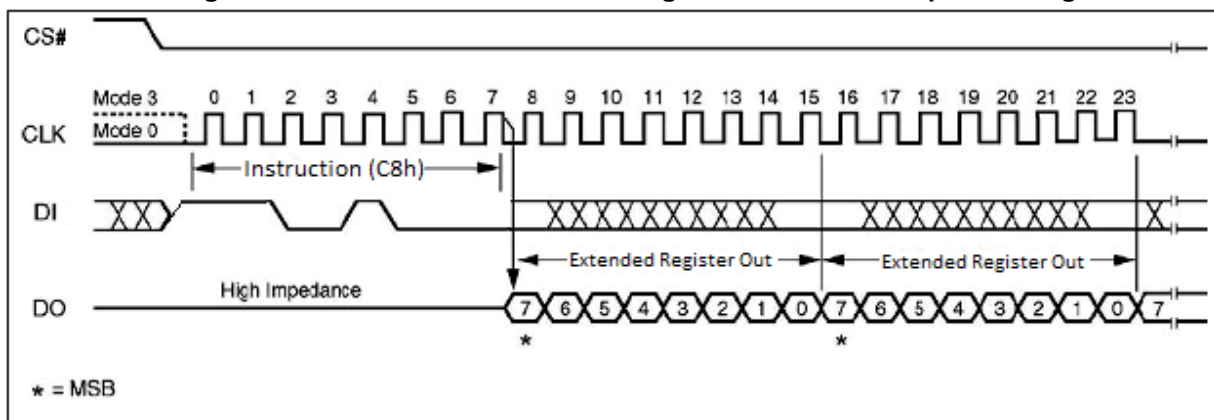 CS#
Mode 3 0 1 2 3 4 5 6 7 8 9 10 11 12 13 14 15 16 17 18 19 20 21 22 23
CLK Mode 0
Instruction (C8h)
DI
Extended Register Out Extended Register Out
High Impedance
DO 7 6 5 4 3 2 1 0 7 6 5 4 3 2 1 0 7
* *
* = MSB